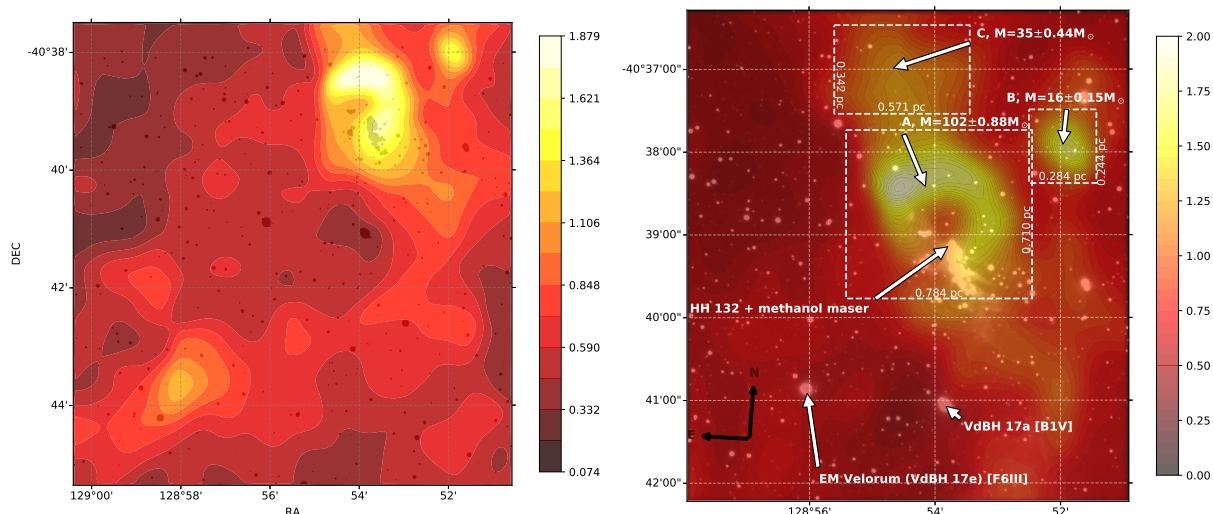 -40°38'
40'
42'
44'
DEC
129°00'
128°58'
56'
54'
52'
RA
1.879
1.621
1.364
1.106
0.848
0.590
0.332
0.074
-40°37'00"
38'00"
39'00"
40'00"
41'00"
42'00"
C, M=35±0.44M⊙
0.342 pc
0.571 pc
B, M=16±0.15M⊙
A, M=102±0.88M⊙
0.244 pc
0.284 pc
0.710 pc
0.784 pc
HH 132 + methanol maser
N
E
VdBH 17a [B1V]
EM Velorum (VdBH 17e) [F6III]
128°56'
54'
52'
2.00
1.75
1.50
1.25
1.00
0.75
0.50
0.25
0.00